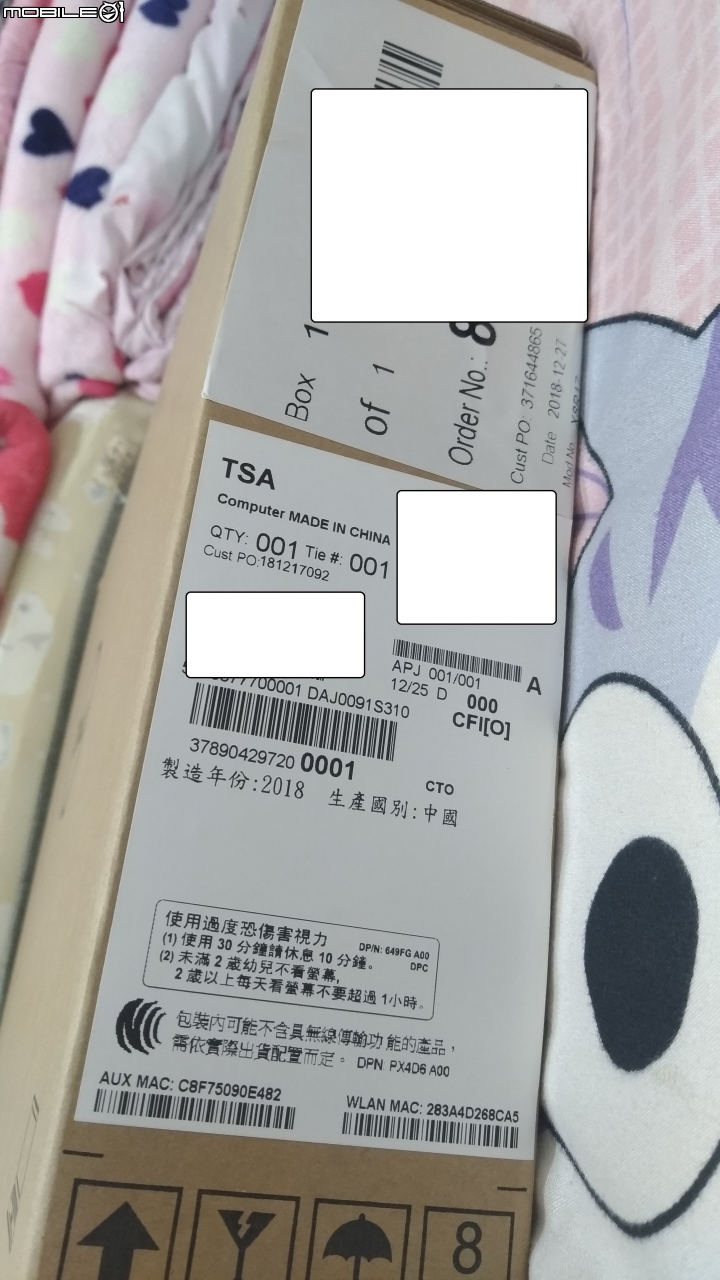 MOBILE01
Box 1
of 1
Order No.: 8
Cust PO: 371644865
Date 2018-12-27
TSA
Computer MADE IN CHINA
QTY: 001 Tie #: 001
Cust PO:181217092
APJ 001/001 A
12/25 D 000
CFI[O]
7700001 DAJ0091S310
37890429720 0001
CTO
製造年份:2018 生產國別:中國
使用過度恐傷害視力
DP/N: 649FG A00
DPC
(1) 使用 30 分鐘請休息 10 分鐘。
(2) 未滿 2 歲幼兒不看螢幕,
2 歲以上每天看螢幕不要超過 1小時。
包裝內可能不含具無線傳輸功能的產品,
需依實際出貨配置而定。 DPN: PX4D6 A00
AUX MAC: C8F75090E482
WLAN MAC: 283A4D268CA5
8